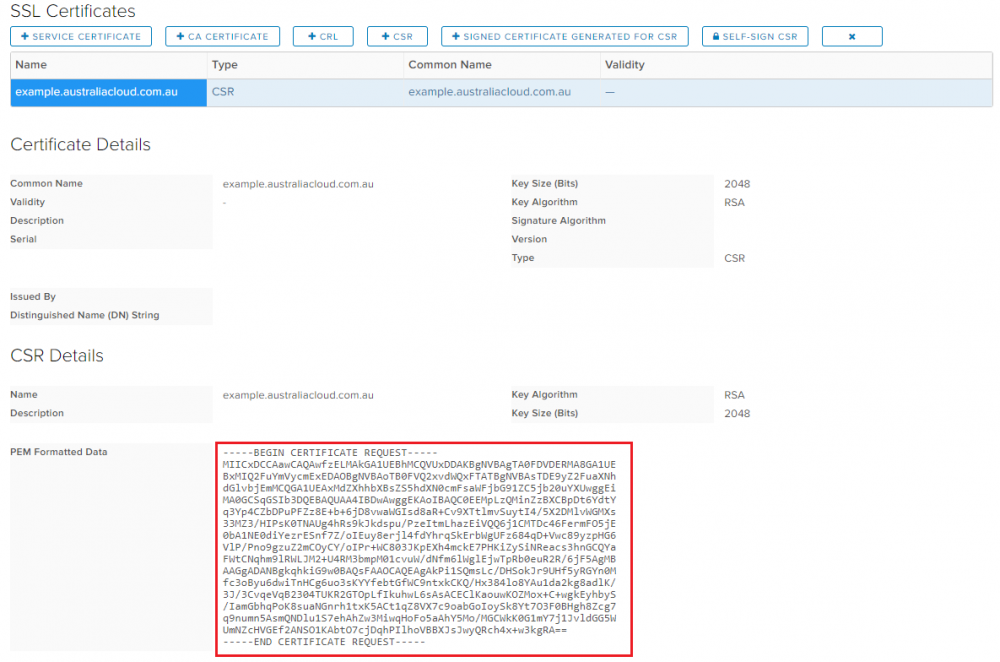 SSL Certificates
+ SERVICE CERTIFICATE + CA CERTIFICATE + CRL + CSR + SIGNED CERTIFICATE GENERATED FOR CSR SELF-SIGN CSR ×
Name Type Common Name Validity
example.australiacloud.com.au CSR example.australiacloud.com.au —
Certificate Details
Common Name example.australiacloud.com.au Key Size (Bits) 2048
Validity - Key Algorithm RSA
Description Signature Algorithm
Serial Version
Type CSR
Issued By
Distinguished Name (DN) String
CSR Details
Name example.australiacloud.com.au Key Algorithm RSA
Description Key Size (Bits) 2048
PEM Formatted Data
-----BEGIN CERTIFICATE REQUEST-----
MIICxDCCAawCAQAwfzELMAkGA1UEBhMCQVUxDDAKBgNVBAgTA0FDVDERMA8GA1UE
BxMIQ2FuYmVycmExEDAOBgNVBAoTB0FVQ2xvdWQxFTATBgNVBAsTDE9yZ2FuaXNh
dGlvbjEmMCQGA1UEAxMdZXhhbXBsZS5hdXN0cmFsaWFjbG91ZC5jb20uYXUwggEi
MA0GCSqGSIb3DQEBAQUAA4IBDwAwggEKAoIBAQC0EEMpLzQMinZzBXCBpDt6YdtY
q3Yp4CZbDPuPFZz8E+b+6jD8vwaWGIsd8aR+Cv9XTtlmvSuytI4/5X2DMlvWGMXs
33MZ3/HIPsK0TNAUg4hRs9kJkdspu/PzeItmLhazEiVQQ6j1CMTDc46FermFO5jE
0bA1NE0diYezrESnf7Z/oIEuy8erjl4fdYhrqSkErbWgUFz684qD+Vwc89yzpHG6
VlP/Pno9gzuZ2mCOyCY/oIPr+WC803JKpEXh4mckE7PHKiZySiNReacs3hnGCQYa
FWtCNqhm9lRWLJM2+U4RM3bmpM01cvuW/dNfm6lWglEjwTpRb0euR2R/6jF5AgMB
AAGgADANBgkqhkiG9w0BAQsFAAOCAQEAgAkPi1SQmsLc/DHSokJr9UHf5yRGYn0M
fc3oByu6dwiTnHCg6uo3sKYYfebtGfWC9ntxkCKQ/Hx384lo8YAu1da2kg8adlK/
3J/3CvqeVqB2304TUKR2GTOpLfIkuhwL6sAsACEClKaouwKOZMox+C+wgkEyhbyS
/IamGbhqPoK8suaNGnrh1txK5ACt1qZ8VX7c9oabGoIoySk8Yt7O3F0BHgh8Zcg7
q9numn5AsmQNDlu1S7ehAhZw3MiwqHoFo5aAhY5Mo/MGCWkK0G1mY7j1JvldGG5W
UmNZcHVGEf2ANSO1KAbtO7cjDqhPIlhoVBBXJsJwyQRch4x+w3kgRA==
-----END CERTIFICATE REQUEST-----